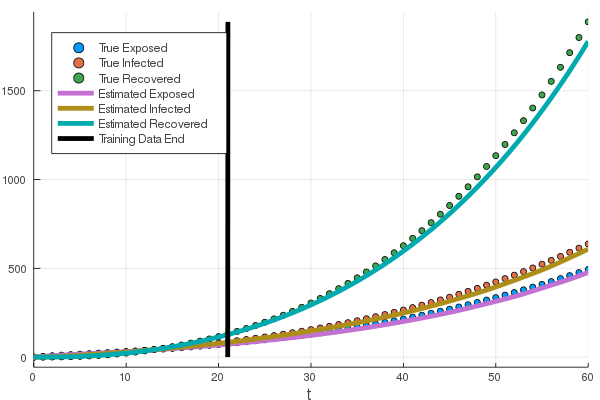 True Exposed
True Infected
True Recovered
Estimated Exposed
Estimated Infected
Estimated Recovered
Training Data End
1500
1000
500
0
0 10 20 30 40 50 60
t